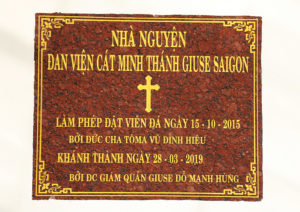 NHÀ NGUYỆN
ĐAN VIỆN CÁT MINH THÁNH GIUSE SAIGON
LÀM PHÉP ĐẶT VIÊN ĐÁ NGÀY 15 - 10 - 2015
BỞI ĐỨC CHA TÔMA VŨ ĐÌNH HIỆU
KHÁNH THÀNH NGÀY 28 - 03 - 2019
BỞI ĐC GIÁM QUẢN GIUSE ĐỖ MẠNH HÙNG